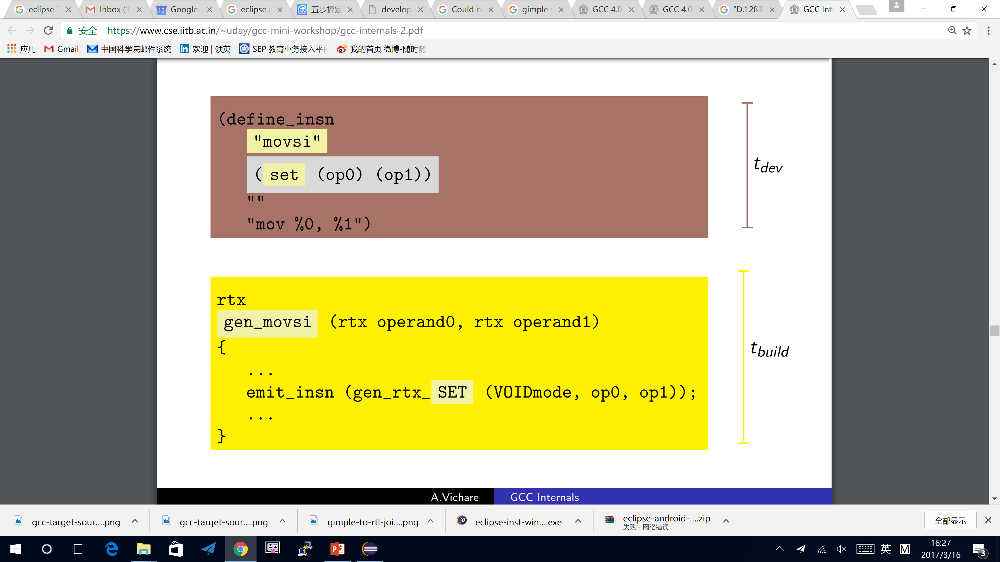 eclipse
Inbox (1
15 Google
eclipse a
五步搞定
develop
Could n
gimple s
GCC 4.0
GCC 4.0
"D.1283
GCC Int
安全 https://www.cse.iitb.ac.in/~uday/gcc-mini-workshop/gcc-internals-2.pdf
应用 Gmail 中国科学院邮件系统 欢迎 | 领英 SEP 教育业务接入平台 我的首页 微博-随时随
(define_insn
"movsi"
( set (op0) (op1))
""
"mov %0, %1")
tdev
rtx
gen_movsi (rtx operand0, rtx operand1)
{
...
emit_insn (gen_rtx_ SET (VOIDmode, op0, op1));
...
}
tbuild
A.Vichare GCC Internals
gcc-target-sour....png
gcc-target-sour....png
gimple-to-rtl-joi....png
eclipse-inst-win....exe
eclipse-android-....zip
失败 - 网络错误
全部显示
英 M
16:27
2017/3/16
3